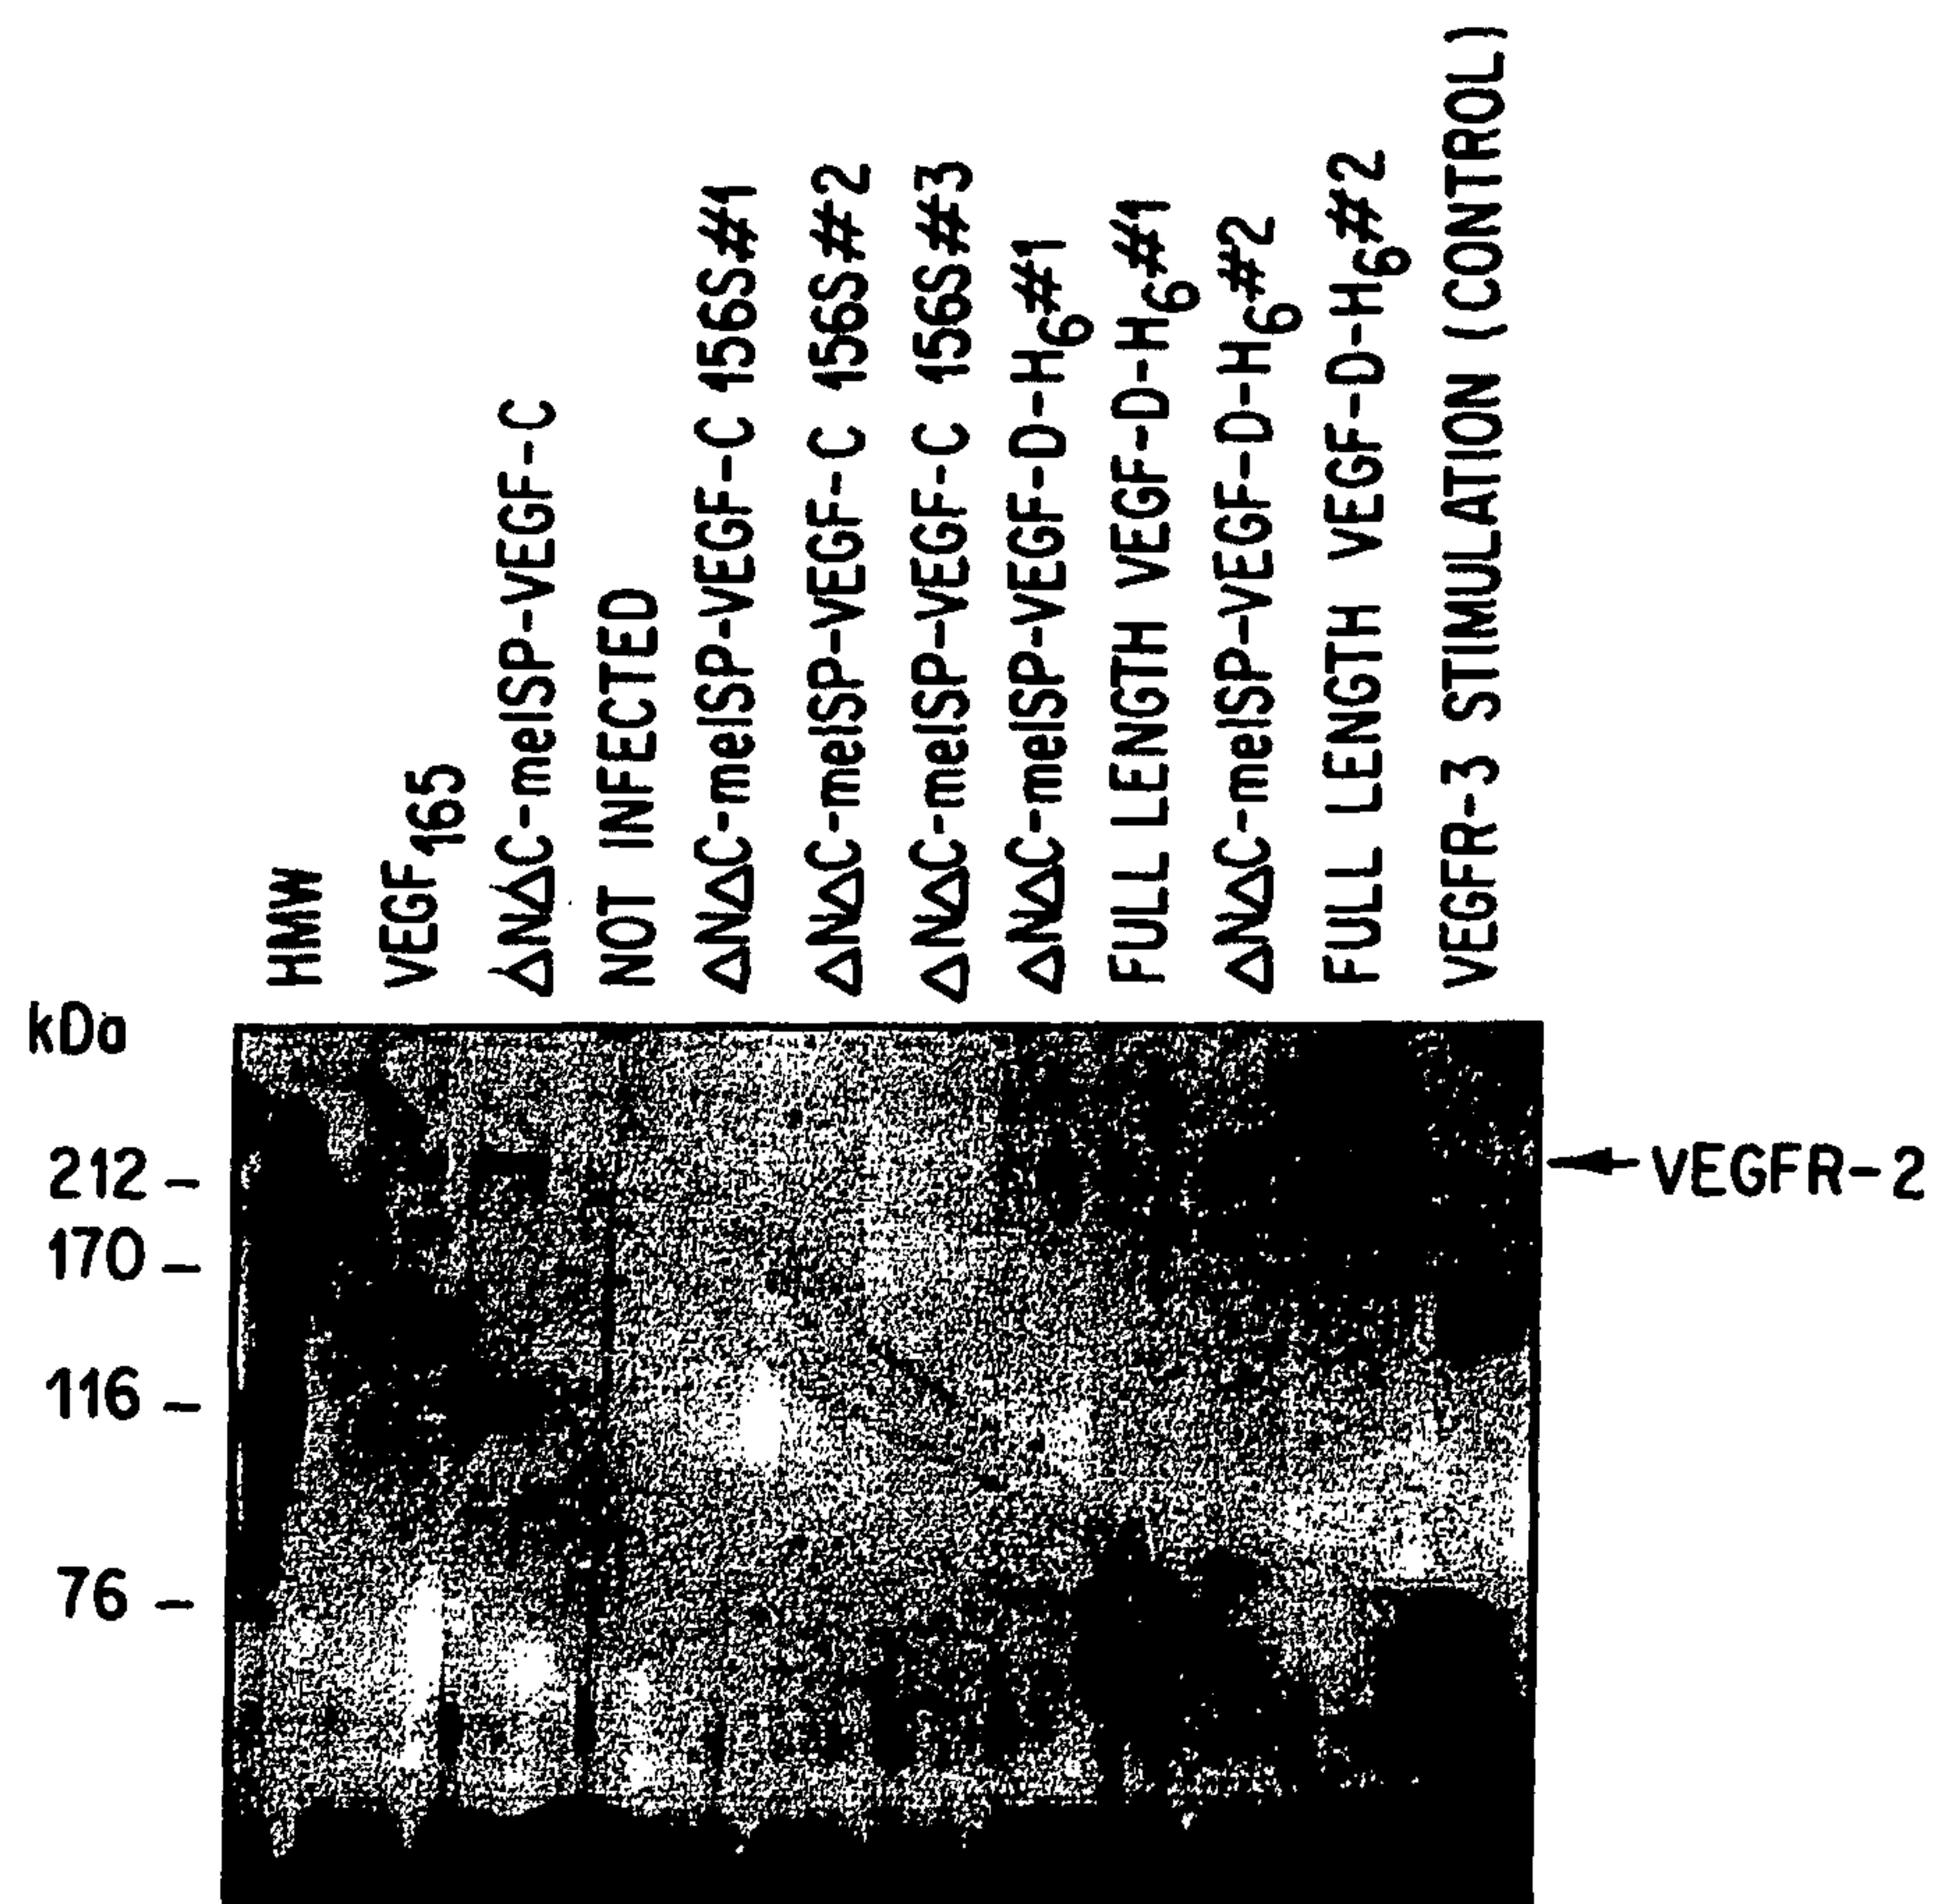 HMW
VEGF165
ΔNΔC-melSP-VEGF-C
NOT INFECTED
ΔNΔC-melSP-VEGF-C 156S#1
ΔNΔC-melSP-VEGF-C 156S#2
ΔNΔC-melSP-VEGF-C 156S#3
ΔNΔC-melSP-VEGF-D-H6#1
FULL LENGTH VEGF-D-H6#1
ΔNΔC-melSP-VEGF-D-H6#2
FULL LENGTH VEGF-D-H6#2
VEGFR-3 STIMULATION (CONTROL)
kDa
212
170
116
76
VEGFR-2